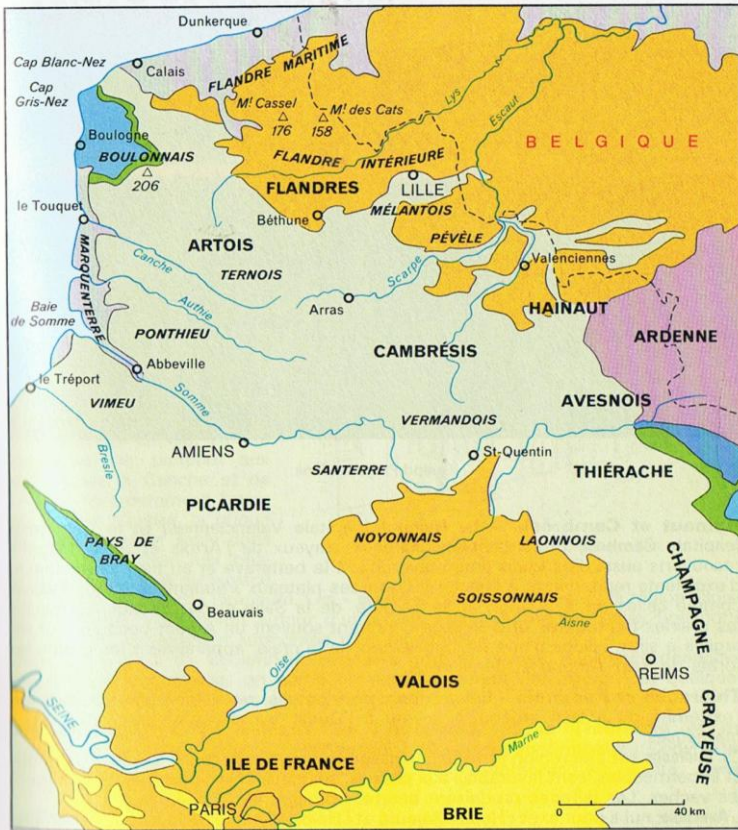 Dunkerque
Cap Blanc-Nez
Calais
FLANDRE MARITIME
Cap
Gris-Nez
Mt Cassel
176
Mt des Cats
158
Lys
Escaut
Boulogne
BOULONNAIS
206
FLANDRE INTÉRIEURE
BELGIQUE
FLANDRES
LILLE
le Touquet
Béthune
MÉLANTOIS
PÉVÈLE
ARTOIS
MARQUENTERRE
Canche
TERNOIS
Scarpe
Valenciennes
Authie
Arras
HAINAUT
Baie
de Somme
PONTHIEU
ARDENNE
CAMBRÉSIS
Abbeville
le Tréport
VIMEU
Somme
AVESNOIS
VERMANDOIS
Bresle
AMIENS
St-Quentin
SANTERRE
THIÉRACHE
PICARDIE
NOYONNAIS
LAONNOIS
PAYS DE
BRAY
SOISSONNAIS
Beauvais
Aisne
CHAMPAGNE CRAYEUSE
Oise
REIMS
VALOIS
SEINE
ILE DE FRANCE
Marne
PARIS
BRIE
0 40 km